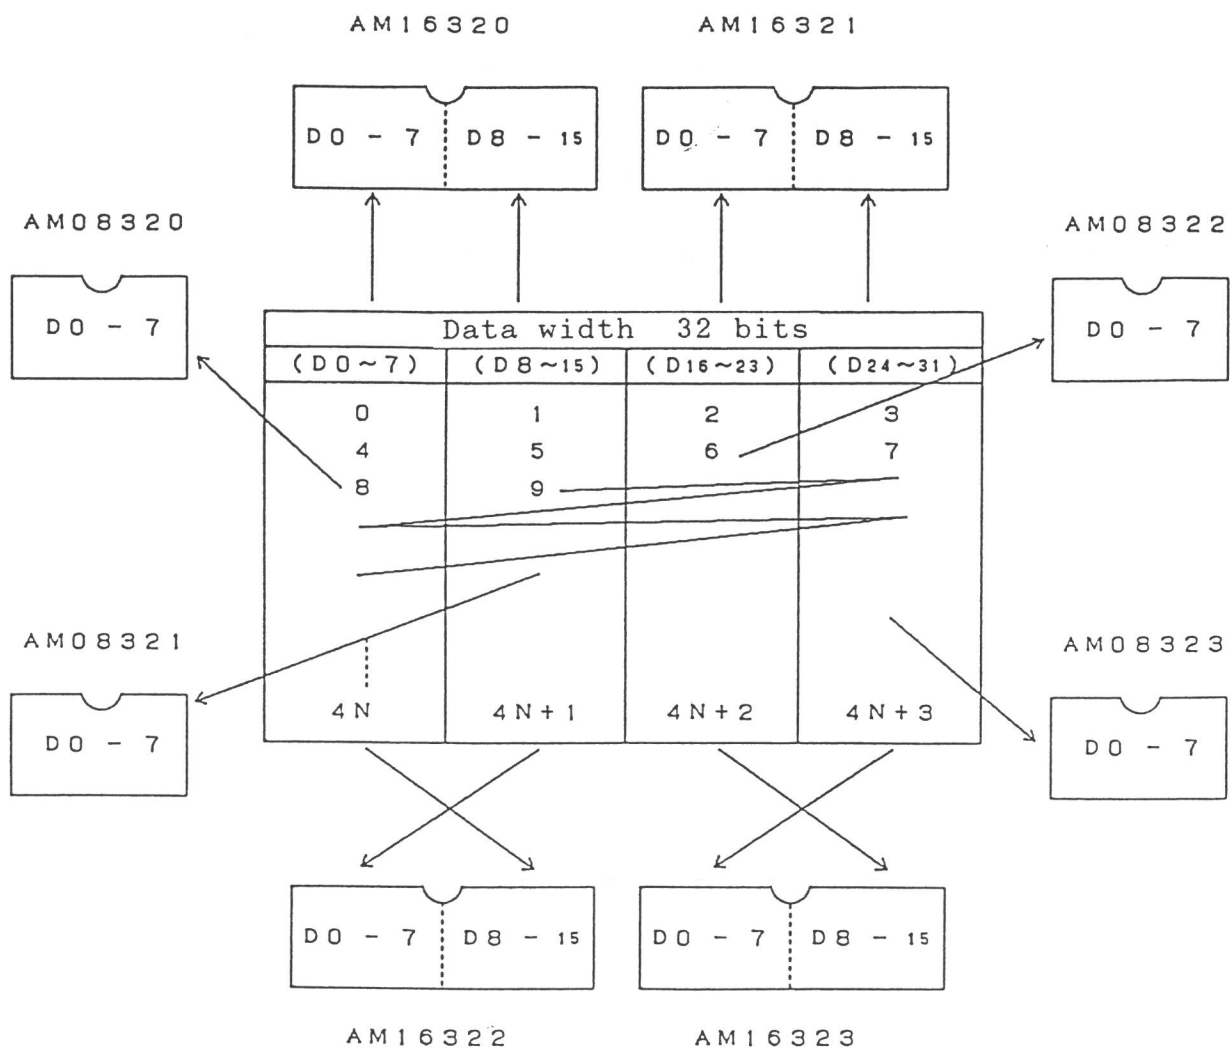 AM16320 AM16321
D0 - 7 D8 - 15 D0 - 7 D8 - 15
AM08320 AM08322
D0 - 7 D0 - 7
Data width 32 bits
(D0~7) (D8~15) (D16~23) (D24~31)
0 1 2 3
4 5 6 7
8 9
AM08321 AM08323
D0 - 7 D0 - 7
4N 4N+1 4N+2 4N+3
D0 - 7 D8 - 15 D0 - 7 D8 - 15
AM16322 AM16323